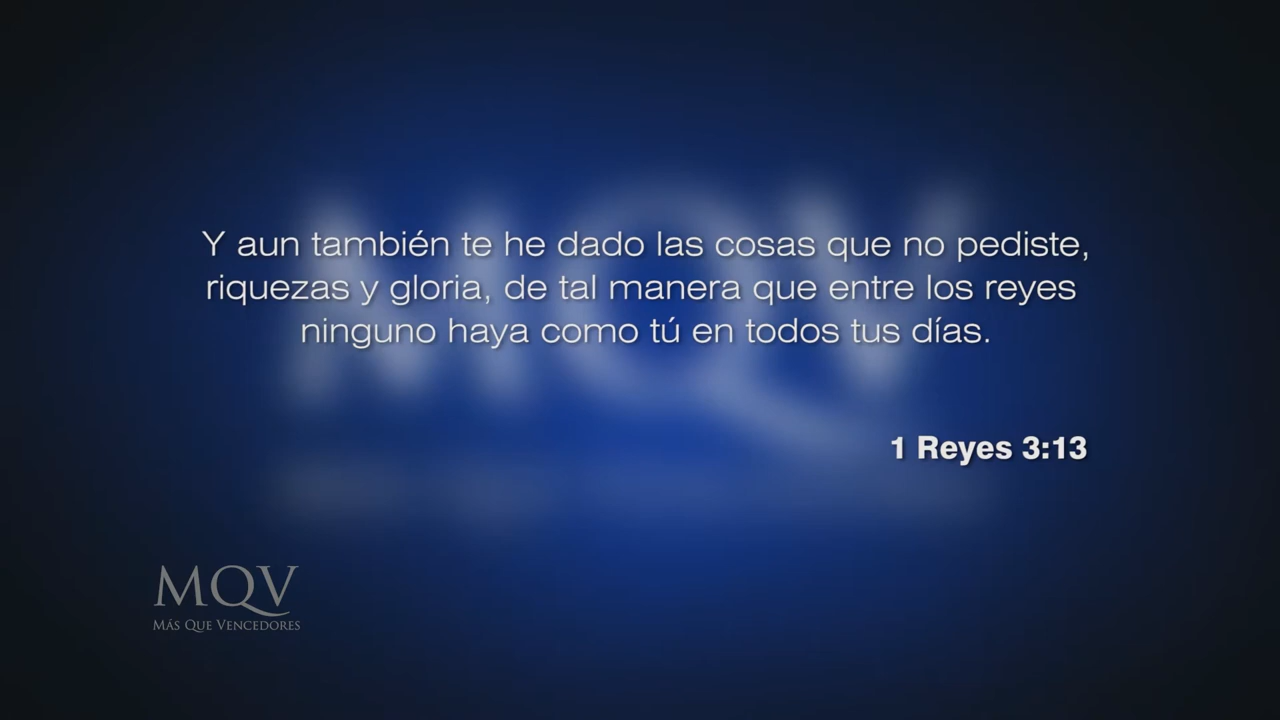 Y aun también te he dado las cosas que no pediste,
riquezas y gloria, de tal manera que entre los reyes
ninguno haya como tú en todos tus días.
1 Reyes 3:13
MQV
MÁS QUE VENCEDORES